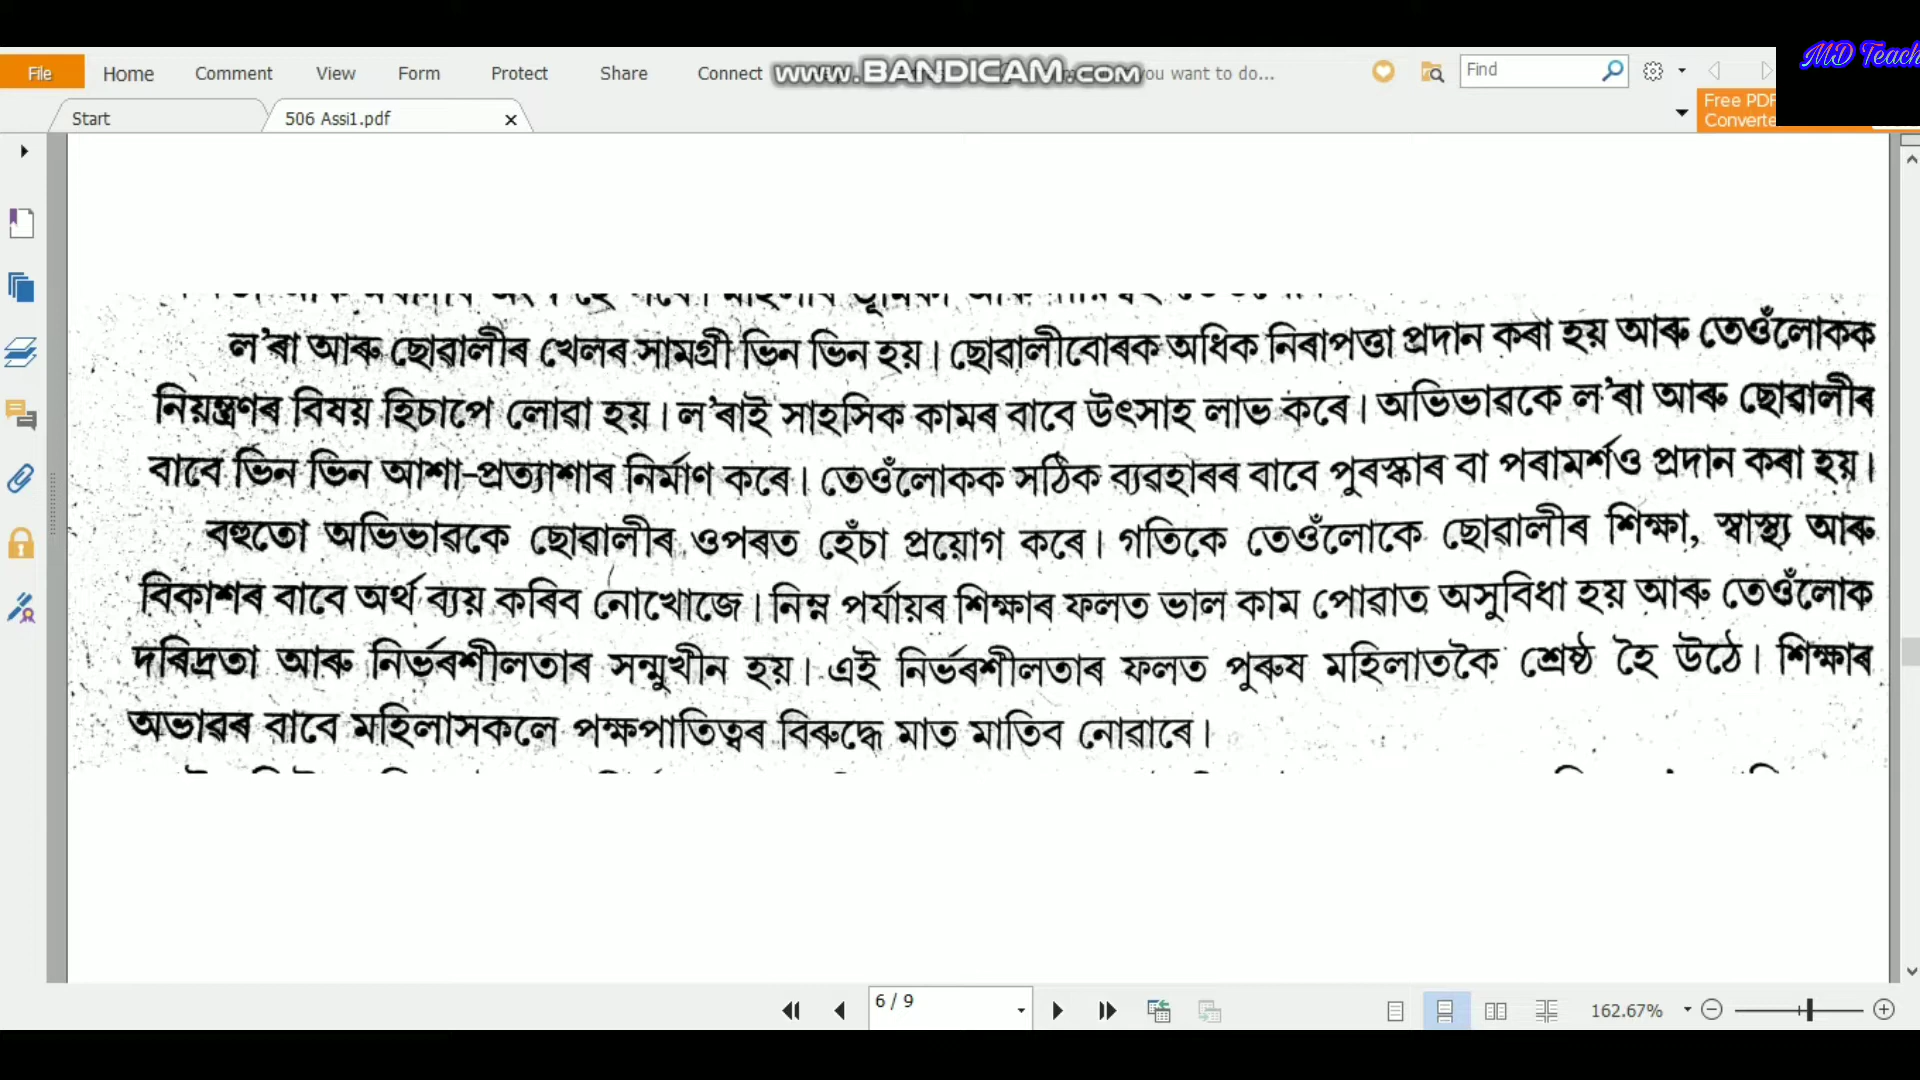 MD Teach
File Home Comment View Form Protect Share Connect www.BANDICAM.com you want to do... Find
Free PDF
Converte
Start 506 Assi1.pdf
ল'ৰা আৰু ছোৱালীৰ খেলৰ সামগ্ৰী ভিন ভিন হয়। ছোৱালীবোৰক অধিক নিৰাপত্তা প্ৰদান কৰা হয় আৰু তেওঁলোকক
নিয়ন্ত্ৰণৰ বিষয় হিচাপে লোৱা হয়। ল'ৰাই সাহসিক কামৰ বাবে উৎসাহ লাভ কৰে। অভিভাৱকে ল'ৰা আৰু ছোৱালীৰ
বাবে ভিন ভিন আশা-প্ৰত্যাশাৰ নিৰ্মাণ কৰে। তেওঁলোকক সঠিক ব্যৱহাৰৰ বাবে পুৰস্কাৰ বা পৰামৰ্শও প্ৰদান কৰা হয়।
বহুতো অভিভাৱকে ছোৱালীৰ ওপৰত হেঁচা প্ৰয়োগ কৰে। গতিকে তেওঁলোকে ছোৱালীৰ শিক্ষা, স্বাস্থ্য আৰু
বিকাশৰ বাবে অৰ্থ ব্যয় কৰিব নোখোজে। নিম্ন পৰ্যায়ৰ শিক্ষাৰ ফলত ভাল কাম পোৱাত অসুবিধা হয় আৰু তেওঁলোক
দৰিদ্ৰতা আৰু নিৰ্ভৰশীলতাৰ সন্মুখীন হয়। এই নিৰ্ভৰশীলতাৰ ফলত পুৰুষ মহিলাতকৈ শ্ৰেষ্ঠ হৈ উঠে। শিক্ষাৰ
অভাৱৰ বাবে মহিলাসকলে পক্ষপাতিত্বৰ বিৰুদ্ধে মাত মাতিব নোৱাৰে।
6 / 9 162.67%